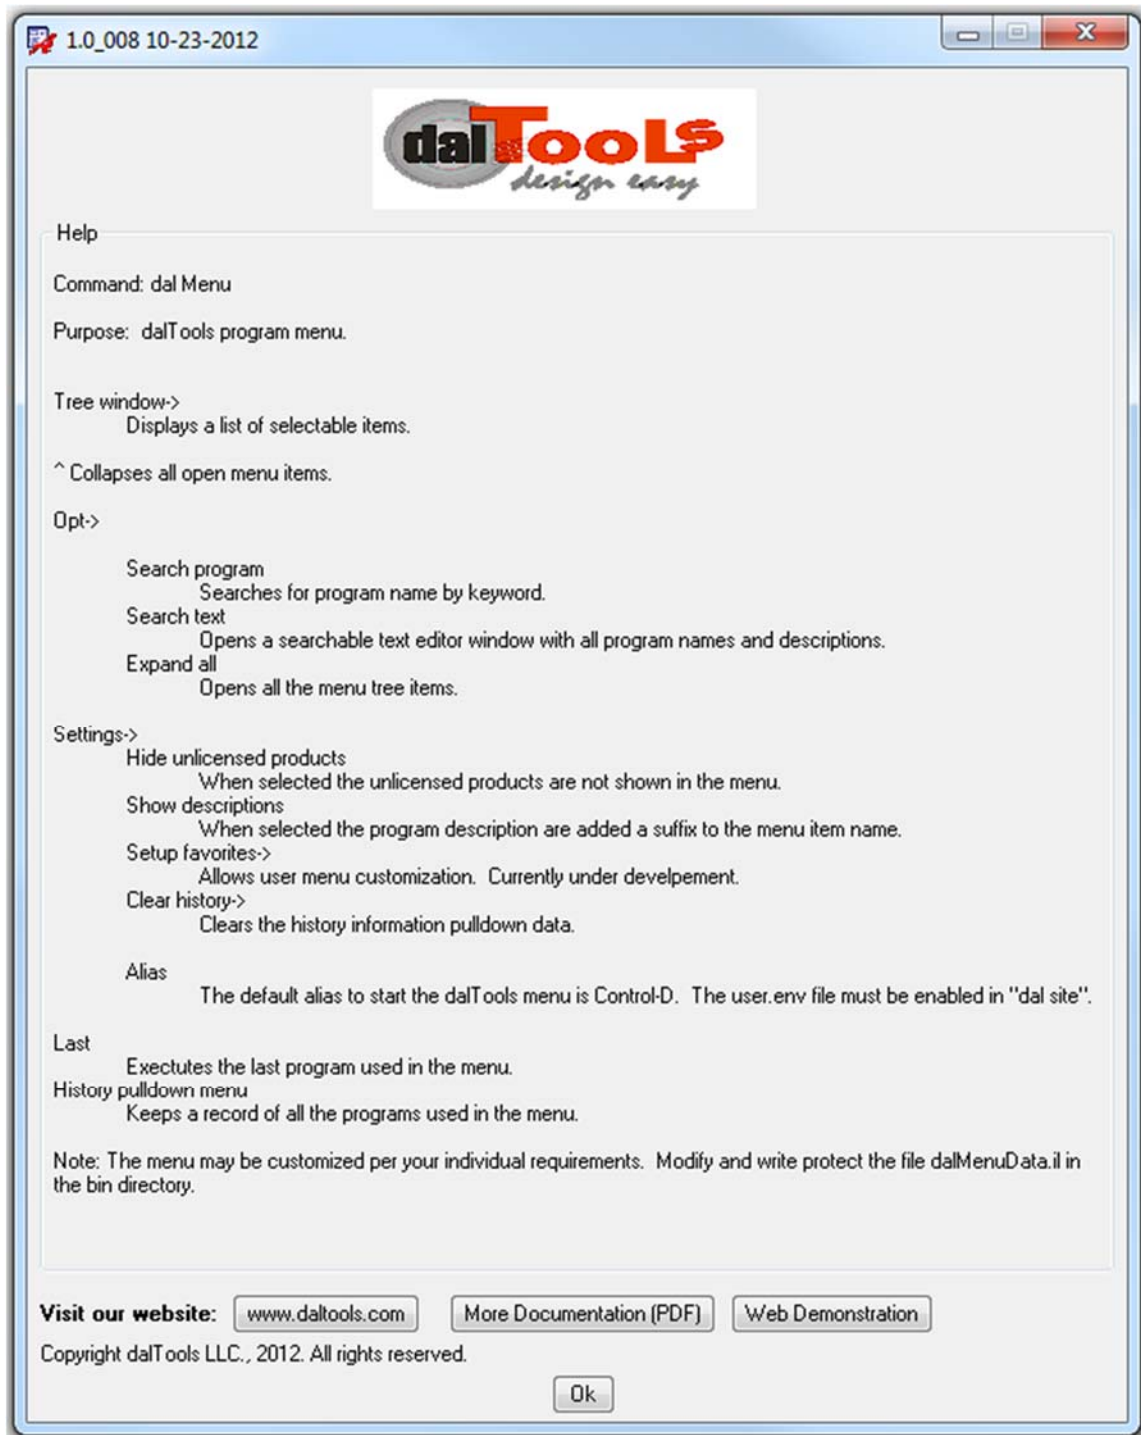 1.0_008 10-23-2012
dalTooLs
design easy
Help
Command: dal Menu
Purpose:  dalTools program menu.
Tree window->
Displays a list of selectable items.
^ Collapses all open menu items.
Opt->
Search program
Searches for program name by keyword.
Search text
Opens a searchable text editor window with all program names and descriptions.
Expand all
Opens all the menu tree items.
Settings->
Hide unlicensed products
When selected the unlicensed products are not shown in the menu.
Show descriptions
When selected the program description are added a suffix to the menu item name.
Setup favorites->
Allows user menu customization.  Currently under develpement.
Clear history->
Clears the history information pulldown data.
Alias
The default alias to start the dalTools menu is Control-D.  The user.env file must be enabled in "dal site".
Last
Exectutes the last program used in the menu.
History pulldown menu
Keeps a record of all the programs used in the menu.
Note: The menu may be customized per your individual requirements.  Modify and write protect the file dalMenuData.il in
the bin directory.
Visit our website: www.daltools.com More Documentation (PDF) Web Demonstration
Copyright dalTools LLC., 2012. All rights reserved.
Ok